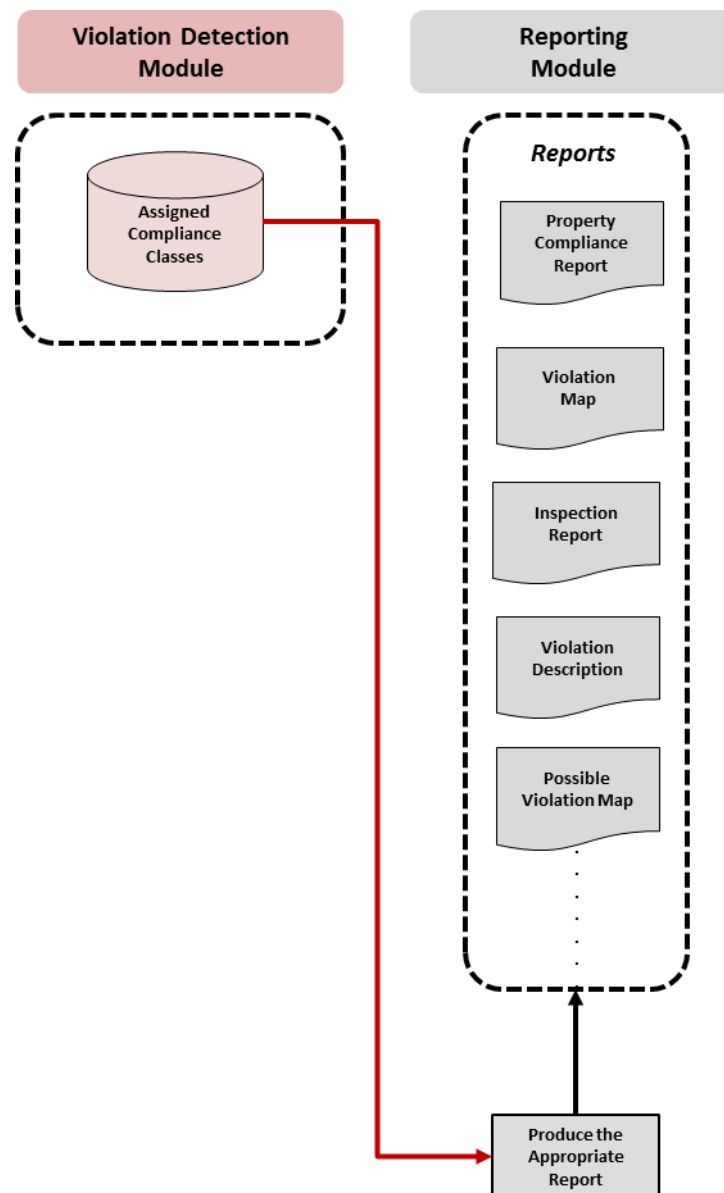 Violation Detection
Module
Reporting
Module
Assigned
Compliance
Classes
Reports
Property
Compliance
Report
Violation
Map
Inspection
Report
Violation
Description
Possible
Violation Map
Produce the
Appropriate
Report